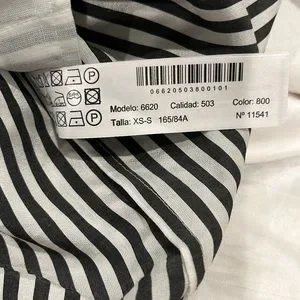 06620503800101
Modelo: 6620 Calidad: 503 Color: 800
Talla: XS-S 165/84A Nº 11541